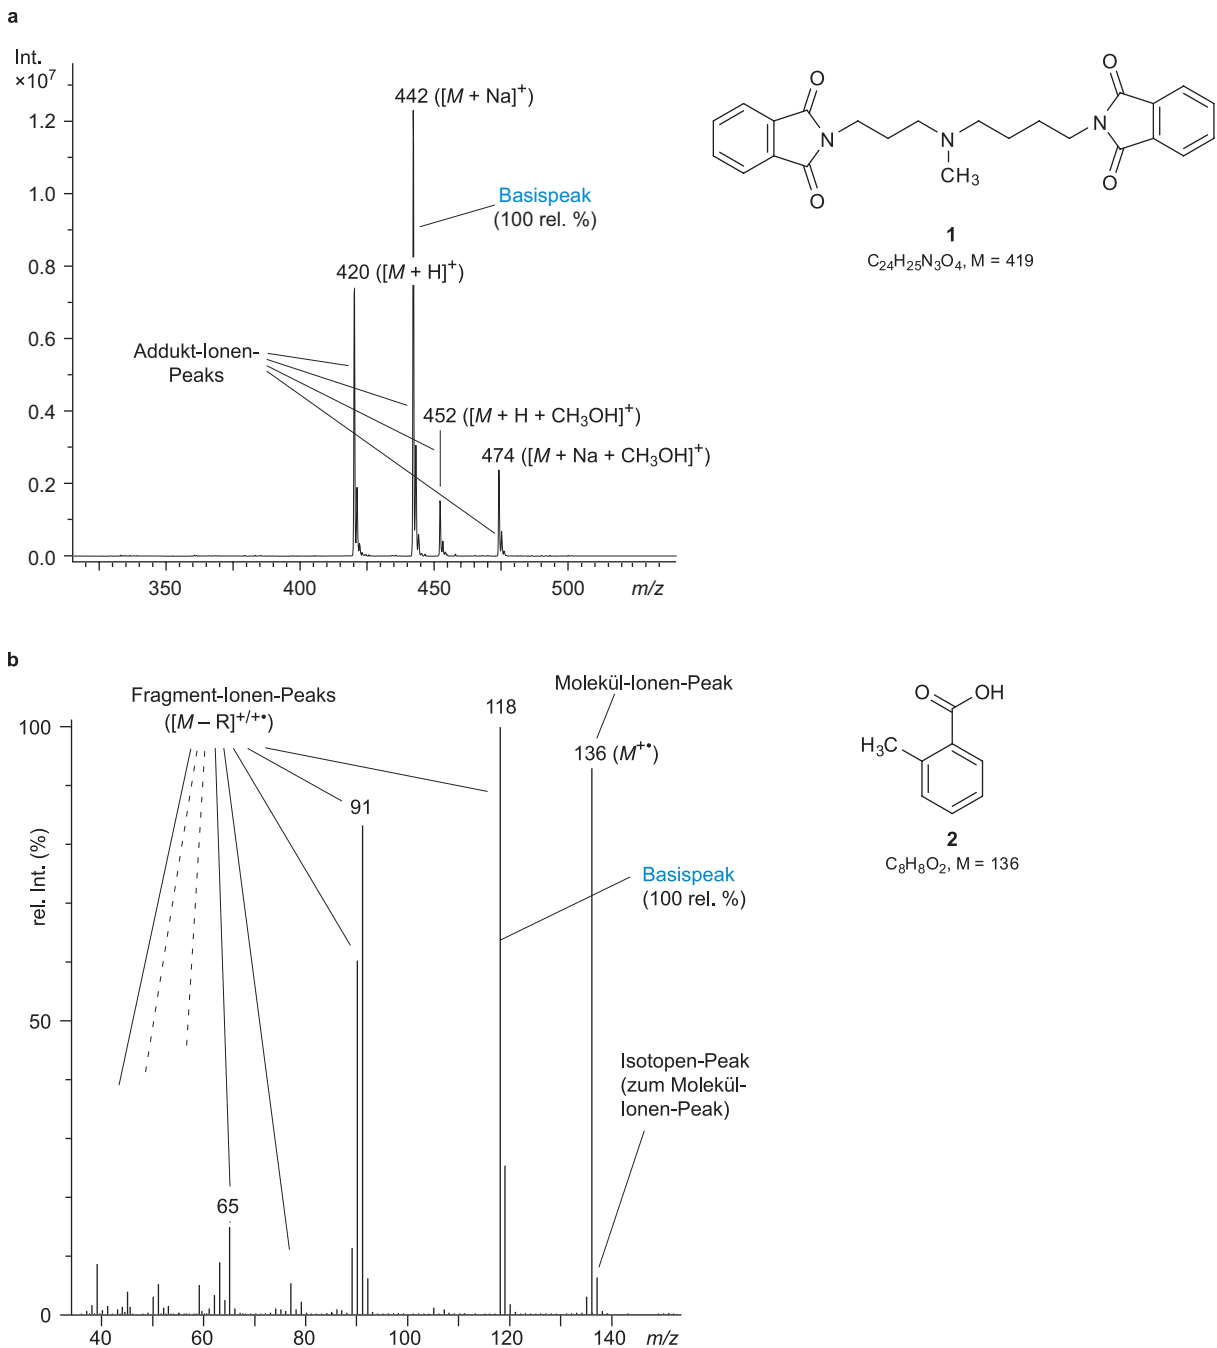 a
Int.
×10⁷
1.2
1.0
0.8
0.6
0.4
0.2
0.0
350
400
450
500
m/z
442 ([M + Na]⁺)
Basispeak
(100 rel. %)
420 ([M + H]⁺)
Addukt-Ionen-
Peaks
452 ([M + H + CH₃OH]⁺)
474 ([M + Na + CH₃OH]⁺)
O
O
N
N
CH₃
N
O
O
1
C₂₄H₂₅N₃O₄, M = 419
b
Fragment-Ionen-Peaks
([M – R]⁺/⁺•)
Molekül-Ionen-Peak
118
136 (M⁺•)
91
Basispeak
(100 rel. %)
Isotopen-Peak
(zum Molekül-
Ionen-Peak)
65
rel. Int. (%)
100
50
0
40
60
80
100
120
140
m/z
O
OH
H₃C
2
C₈H₈O₂, M = 136